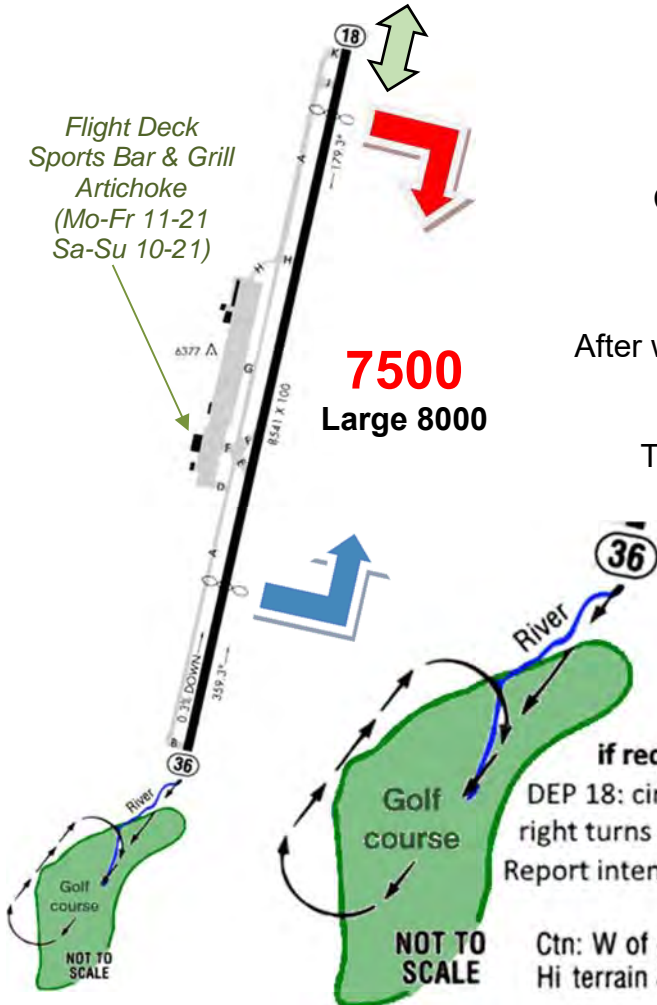 18
K
J
A
179.3°
Flight Deck
Sports Bar & Grill
Artichoke
(Mo-Fr 11-21
Sa-Su 10-21)
H
H
6377
G
8541 X 100
7500
Large 8000
After w
T
F
F
E
D
A
0.3% DOWN
359.3°
B
36
River
Golf
course
NOT TO
SCALE
36
River
Golf
course
if rec
DEP 18: cir
right turns
Report inten
NOT TO
SCALE
Ctn: W of
Hi terrain